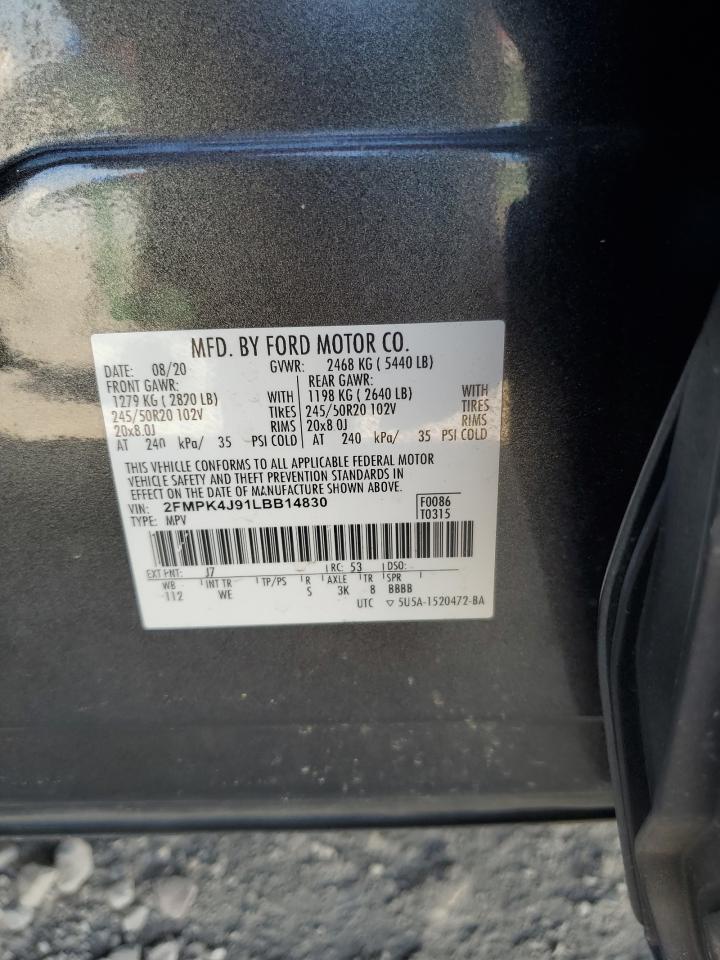 MFD. BY FORD MOTOR CO.
DATE: 08/20 GVWR: 2468 KG ( 5440 LB)
FRONT GAWR: REAR GAWR:
1279 KG ( 2820 LB) WITH 1198 KG ( 2640 LB) WITH
245/50R20 102V TIRES 245/50R20 102V TIRES
20x8.0J RIMS 20x8.0J RIMS
AT 240 kPa/ 35 PSI COLD AT 240 kPa/ 35 PSI COLD
THIS VEHICLE CONFORMS TO ALL APPLICABLE FEDERAL MOTOR
VEHICLE SAFETY AND THEFT PREVENTION STANDARDS IN
EFFECT ON THE DATE OF MANUFACTURE SHOWN ABOVE.
VIN: 2FMPK4J91LBB14830 F0086
TYPE: MPV T0315
EXT PNT: J7 RC: 53 DSO:
WB INT TR TP/PS R AXLE TR SPR
112 WE S 3K 8 BBBB
UTC ▽ 5U5A-1520472-BA